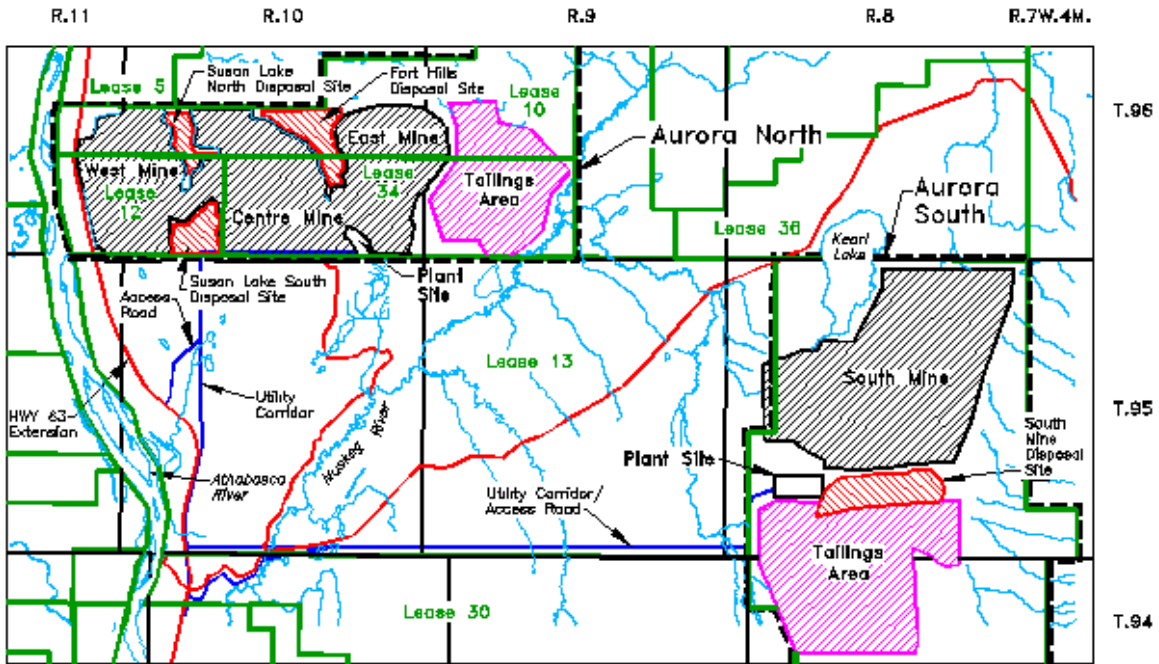 R.11 R.10 R.9 R.8 R.7W.4M.
T.96
T.95
T.94
Lease 5
Susan Lake
North Disposal Site
Fort Hills
Disposal Site
Lease
10
East Mine
Aurora North
West Mine
Lease
12
Lease
34
Centre Mine
Tailings
Area
Aurora
South
Lease 36
Kearl
Lake
Susan Lake South
Disposal Site
Plant
Site
Access
Road
Lease 13
South Mine
Utility
Corridor
HWY 63
Extension
Muskeg River
South
Mine
Disposal
Site
Plant Site
Athabasca
River
Utility Corridor/
Access Road
Tailings
Area
Lease 30